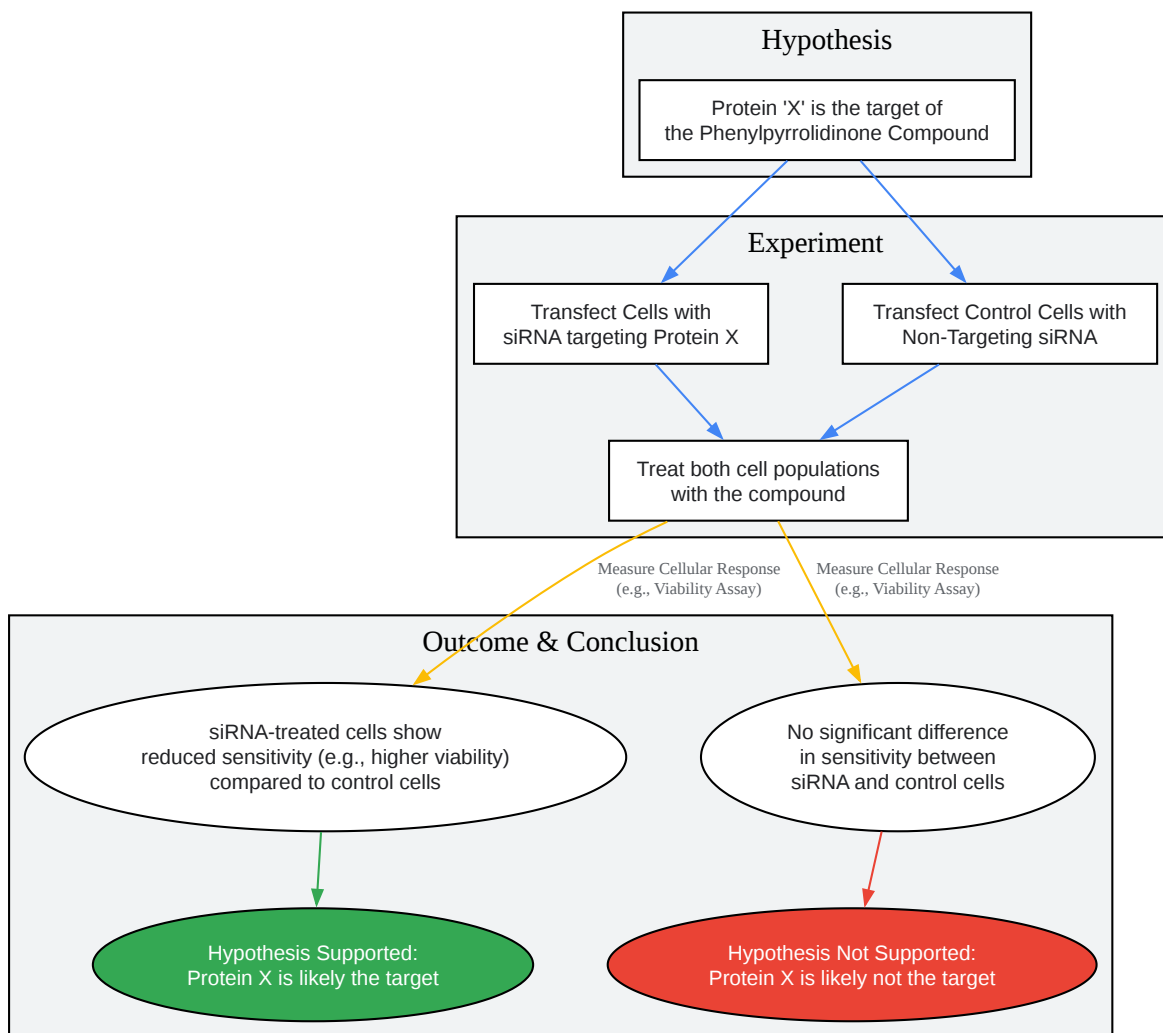 Hypothesis
Protein 'X' is the target of
the Phenylpyrrolidinone Compound
Experiment
Transfect Cells with
siRNA targeting Protein X
Transfect Control Cells with
Non-Targeting siRNA
Treat both cell populations
with the compound
Measure Cellular Response
(e.g., Viability Assay)
Measure Cellular Response
(e.g., Viability Assay)
Outcome & Conclusion
siRNA-treated cells show
reduced sensitivity (e.g., higher viability)
compared to control cells
No significant difference
in sensitivity between
siRNA and control cells
Hypothesis Supported:
Protein X is likely the target
Hypothesis Not Supported:
Protein X is likely not the target